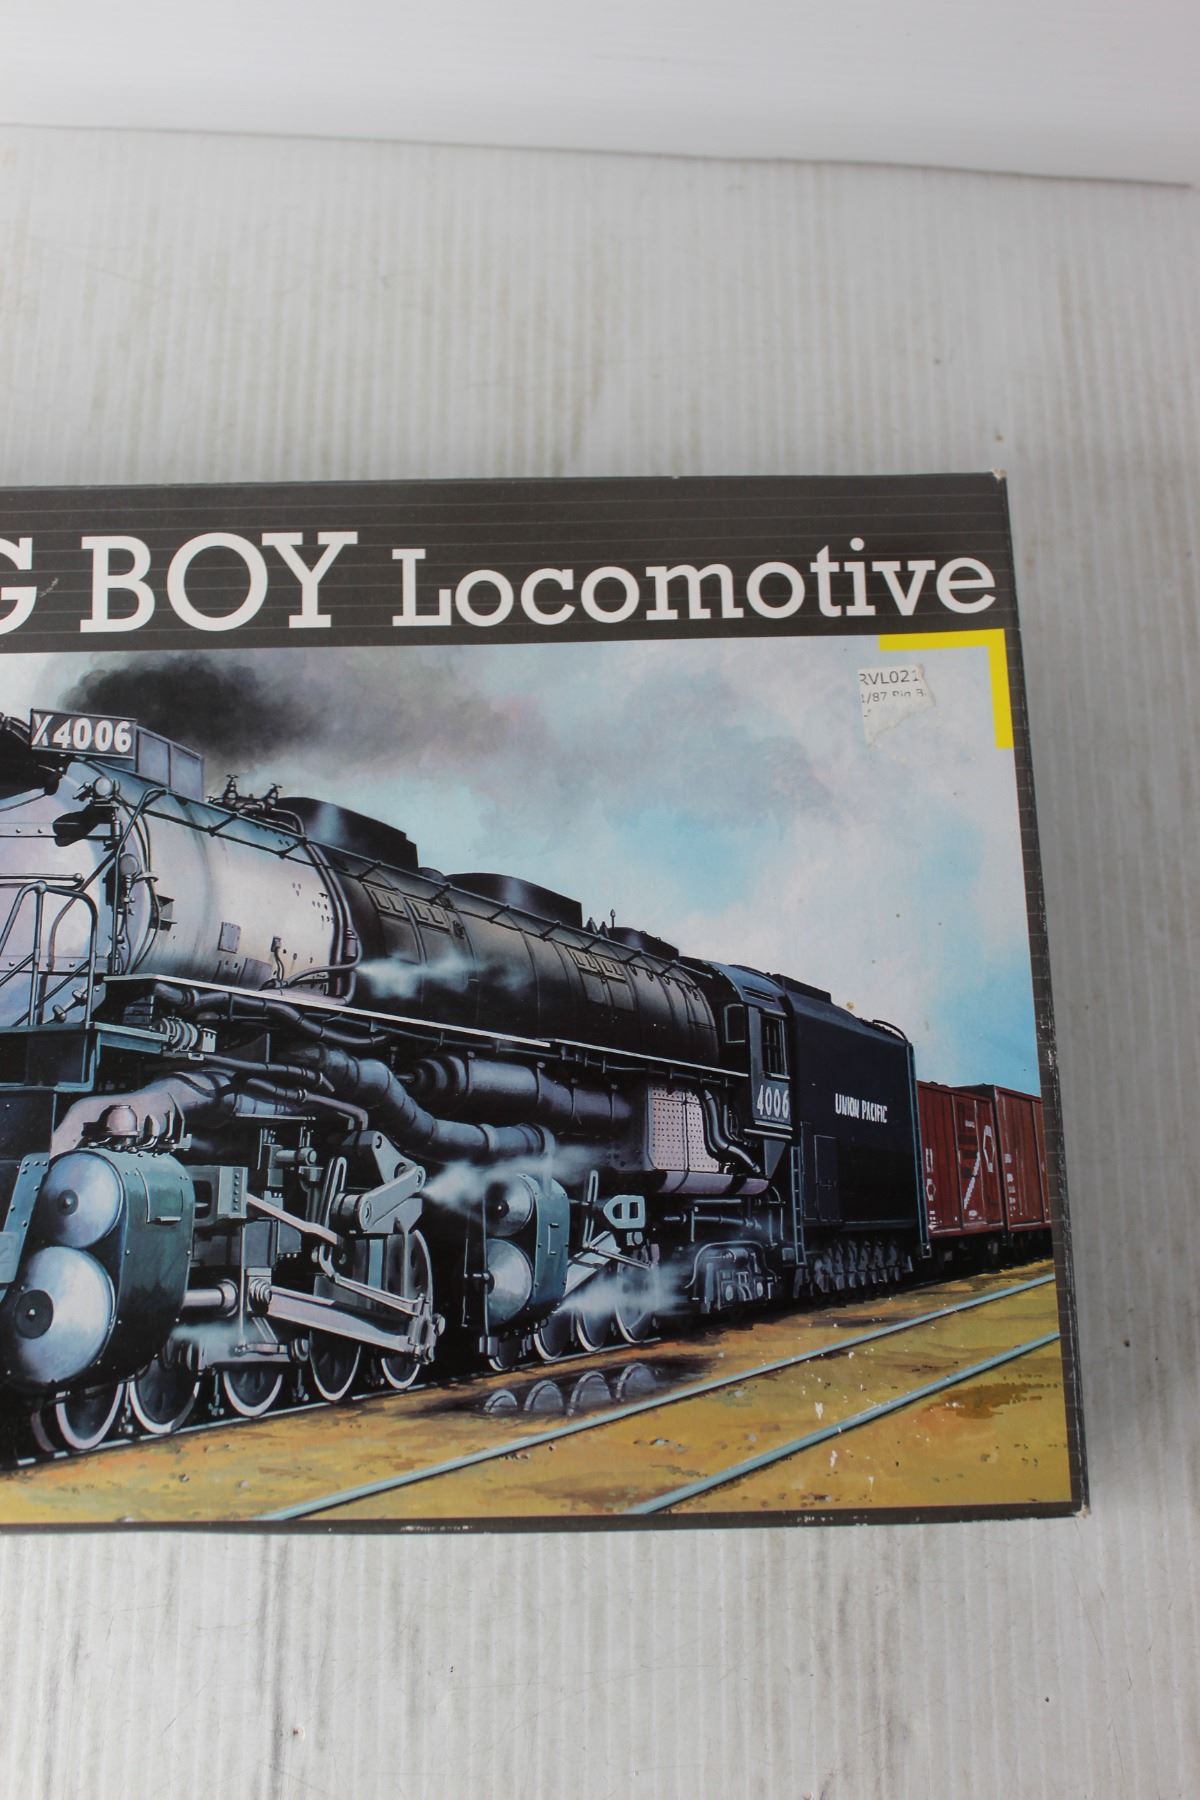 G BOY Locomotive
RVL021
1/87 Big B
X4006
4006
UNION PACIFIC